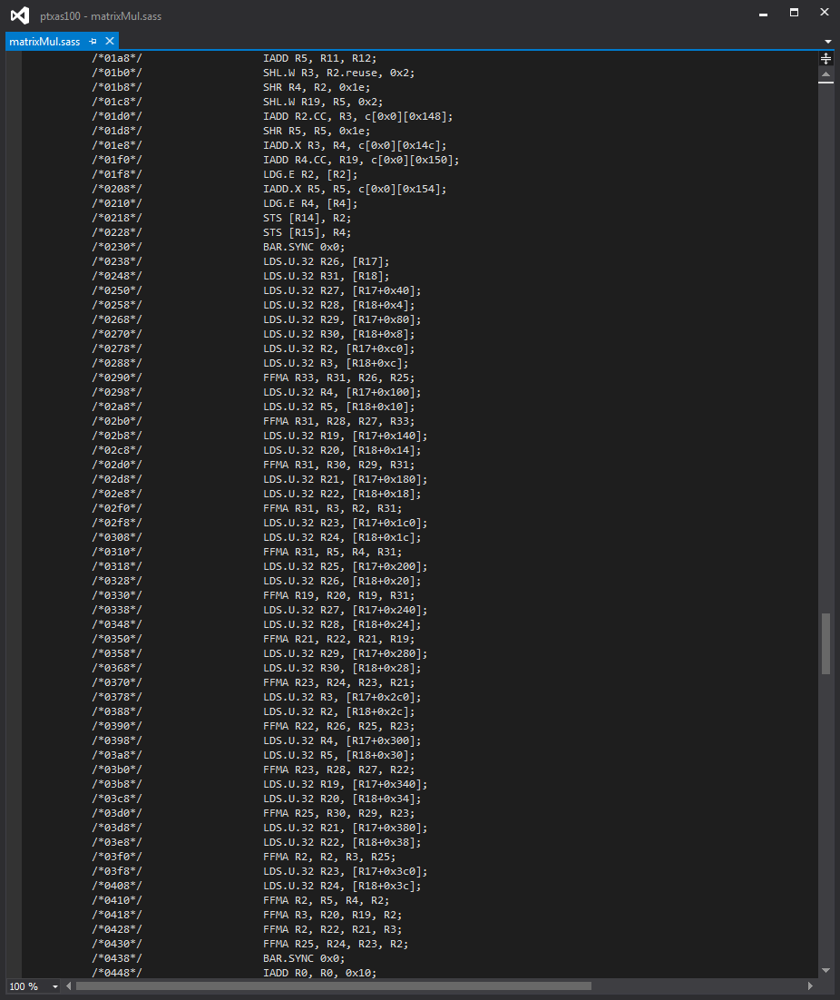 ptxas100 - matrixMul.sass
matrixMul.sass
/*01a8*/ IADD R5, R11, R12;
/*01b0*/ SHL.W R3, R2.reuse, 0x2;
/*01b8*/ SHR R4, R2, 0x1e;
/*01c8*/ SHL.W R19, R5, 0x2;
/*01d0*/ IADD R2.CC, R3, c[0x0][0x148];
/*01d8*/ SHR R5, R5, 0x1e;
/*01e8*/ IADD.X R3, R4, c[0x0][0x14c];
/*01f0*/ IADD R4.CC, R19, c[0x0][0x150];
/*01f8*/ LDG.E R2, [R2];
/*0208*/ IADD.X R5, R5, c[0x0][0x154];
/*0210*/ LDG.E R4, [R4];
/*0218*/ STS [R14], R2;
/*0228*/ STS [R15], R4;
/*0230*/ BAR.SYNC 0x0;
/*0238*/ LDS.U.32 R26, [R17];
/*0248*/ LDS.U.32 R31, [R18];
/*0250*/ LDS.U.32 R27, [R17+0x40];
/*0258*/ LDS.U.32 R28, [R18+0x4];
/*0268*/ LDS.U.32 R29, [R17+0x80];
/*0270*/ LDS.U.32 R30, [R18+0x8];
/*0278*/ LDS.U.32 R2, [R17+0xc0];
/*0288*/ LDS.U.32 R3, [R18+0xc];
/*0290*/ FFMA R33, R31, R26, R25;
/*0298*/ LDS.U.32 R4, [R17+0x100];
/*02a8*/ LDS.U.32 R5, [R18+0x10];
/*02b0*/ FFMA R31, R28, R27, R33;
/*02b8*/ LDS.U.32 R19, [R17+0x140];
/*02c8*/ LDS.U.32 R20, [R18+0x14];
/*02d0*/ FFMA R31, R30, R29, R31;
/*02d8*/ LDS.U.32 R21, [R17+0x180];
/*02e8*/ LDS.U.32 R22, [R18+0x18];
/*02f0*/ FFMA R31, R3, R2, R31;
/*02f8*/ LDS.U.32 R23, [R17+0x1c0];
/*0308*/ LDS.U.32 R24, [R18+0x1c];
/*0310*/ FFMA R31, R5, R4, R31;
/*0318*/ LDS.U.32 R25, [R17+0x200];
/*0328*/ LDS.U.32 R26, [R18+0x20];
/*0330*/ FFMA R19, R20, R19, R31;
/*0338*/ LDS.U.32 R27, [R17+0x240];
/*0348*/ LDS.U.32 R28, [R18+0x24];
/*0350*/ FFMA R21, R22, R21, R19;
/*0358*/ LDS.U.32 R29, [R17+0x280];
/*0368*/ LDS.U.32 R30, [R18+0x28];
/*0370*/ FFMA R23, R24, R23, R21;
/*0378*/ LDS.U.32 R3, [R17+0x2c0];
/*0388*/ LDS.U.32 R2, [R18+0x2c];
/*0390*/ FFMA R22, R26, R25, R23;
/*0398*/ LDS.U.32 R4, [R17+0x300];
/*03a8*/ LDS.U.32 R5, [R18+0x30];
/*03b0*/ FFMA R23, R28, R27, R22;
/*03b8*/ LDS.U.32 R19, [R17+0x340];
/*03c8*/ LDS.U.32 R20, [R18+0x34];
/*03d0*/ FFMA R25, R30, R29, R23;
/*03d8*/ LDS.U.32 R21, [R17+0x380];
/*03e8*/ LDS.U.32 R22, [R18+0x38];
/*03f0*/ FFMA R2, R2, R3, R25;
/*03f8*/ LDS.U.32 R23, [R17+0x3c0];
/*0408*/ LDS.U.32 R24, [R18+0x3c];
/*0410*/ FFMA R2, R5, R4, R2;
/*0418*/ FFMA R3, R20, R19, R2;
/*0428*/ FFMA R2, R22, R21, R3;
/*0430*/ FFMA R25, R24, R23, R2;
/*0438*/ BAR.SYNC 0x0;
/*0448*/ IADD R0, R0, 0x10;
100 %